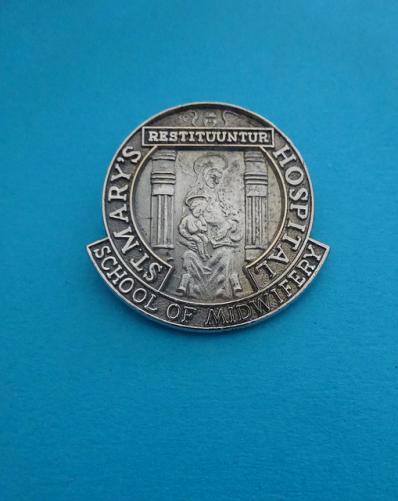 RESTITUUNTUR
ST. MARY'S HOSPITAL
SCHOOL OF MIDWIFERY